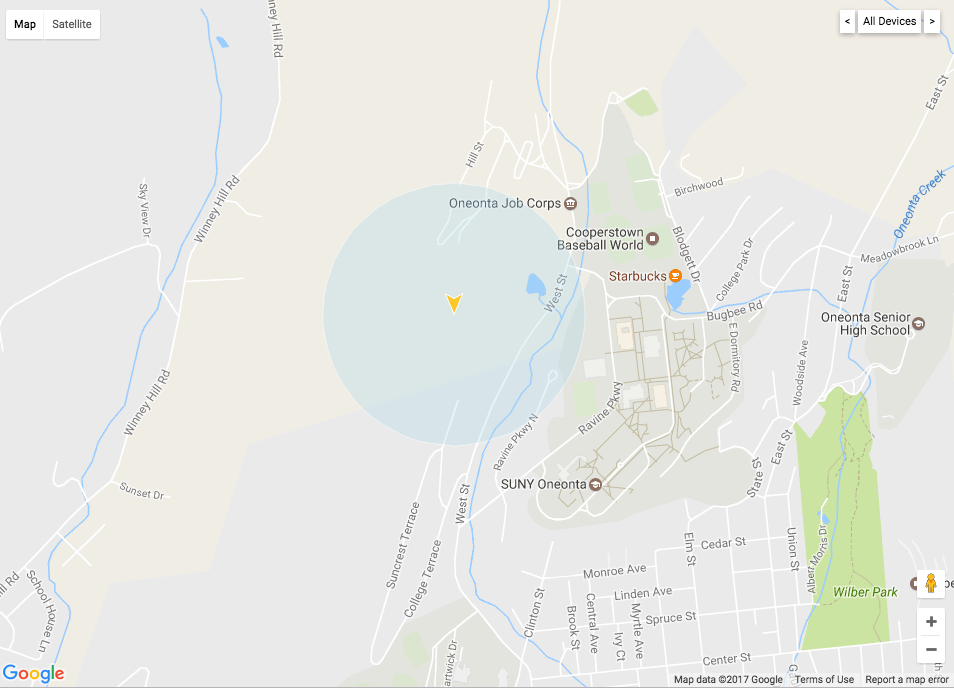 Map
Satellite
<
All Devices
>
Winney Hill Rd
East St
Hill St
Birchwood
Oneonta Creek
Sky View Dr
Winney Hill Rd
Oneonta Job Corps
Cooperstown
Baseball World
Blodgett Dr
College Park Dr
Meadowbrook Ln
Starbucks
West St
East St
Bugbee Rd
Oneonta Senior
High School
E Dormitory Rd
Woodside Ave
Winney Hill Rd
Ravine Pkwy
Ravine Pkwy N
East St
State St
SUNY Oneonta
Sunset Dr
West St
Suncrest Terrace
College Terrace
Elm St
Cedar St
Union St
Albert Morris Dr
Monroe Ave
Hill Rd
School House Ln
Linden Ave
Wilber Park
Clinton St
Brook St
Central Ave
Ivy Ct
Myrtle Ave
Spruce St
+
−
Center St
Google
Map data ©2017 Google
Terms of Use
Report a map error